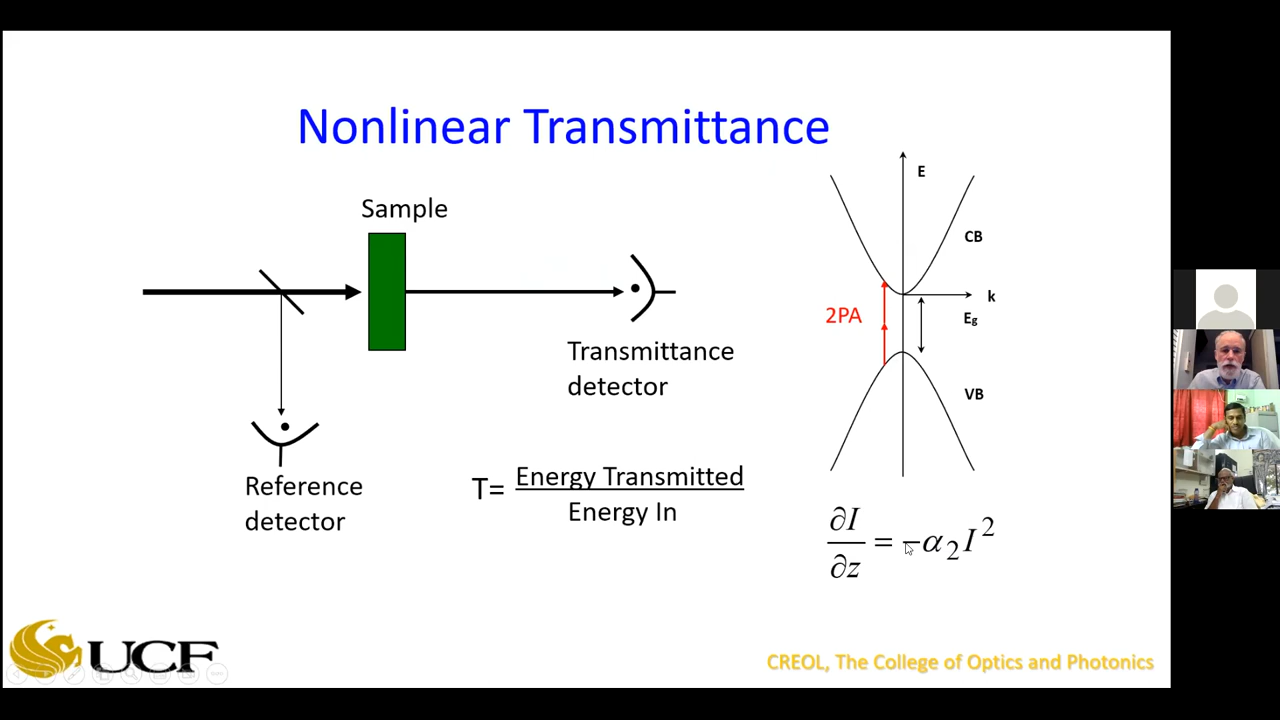 Nonlinear Transmittance
Sample
Transmittance
detector
Reference
detector
T= Energy Transmitted
Energy In
E
CB
k
2PA
Eg
VB
∂I/∂z = −α₂I²
UCF
CREOL, The College of Optics and Photonics